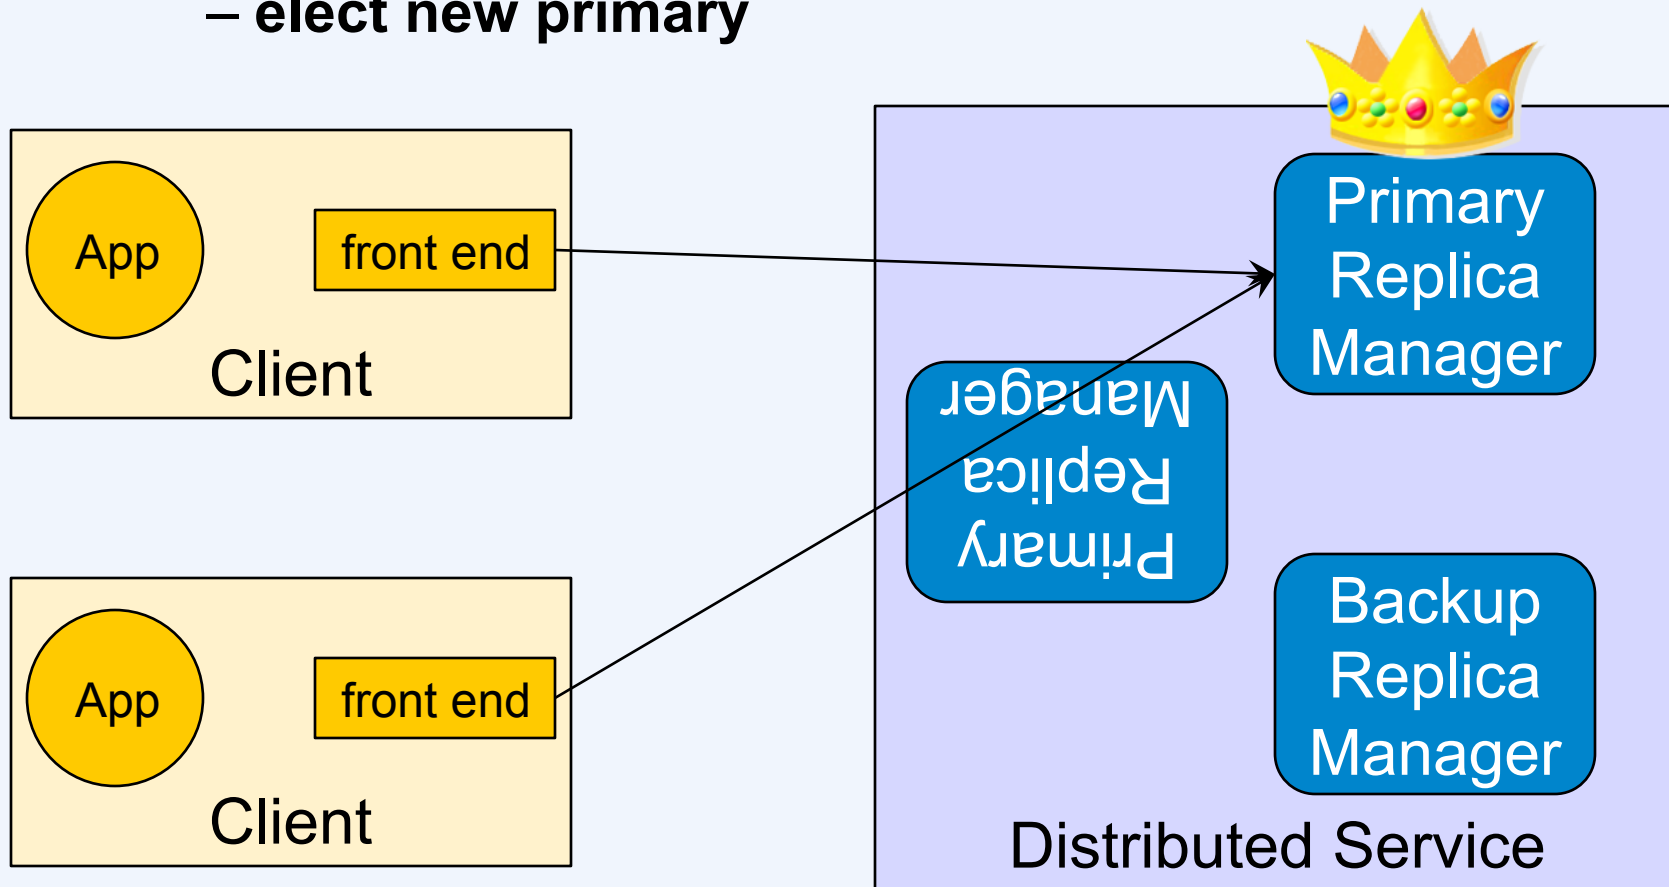 – elect new primary
App
front end
Client
App
front end
Client
Primary
Replica
Manager
Primary
Replica
Manager
Backup
Replica
Manager
Distributed Service